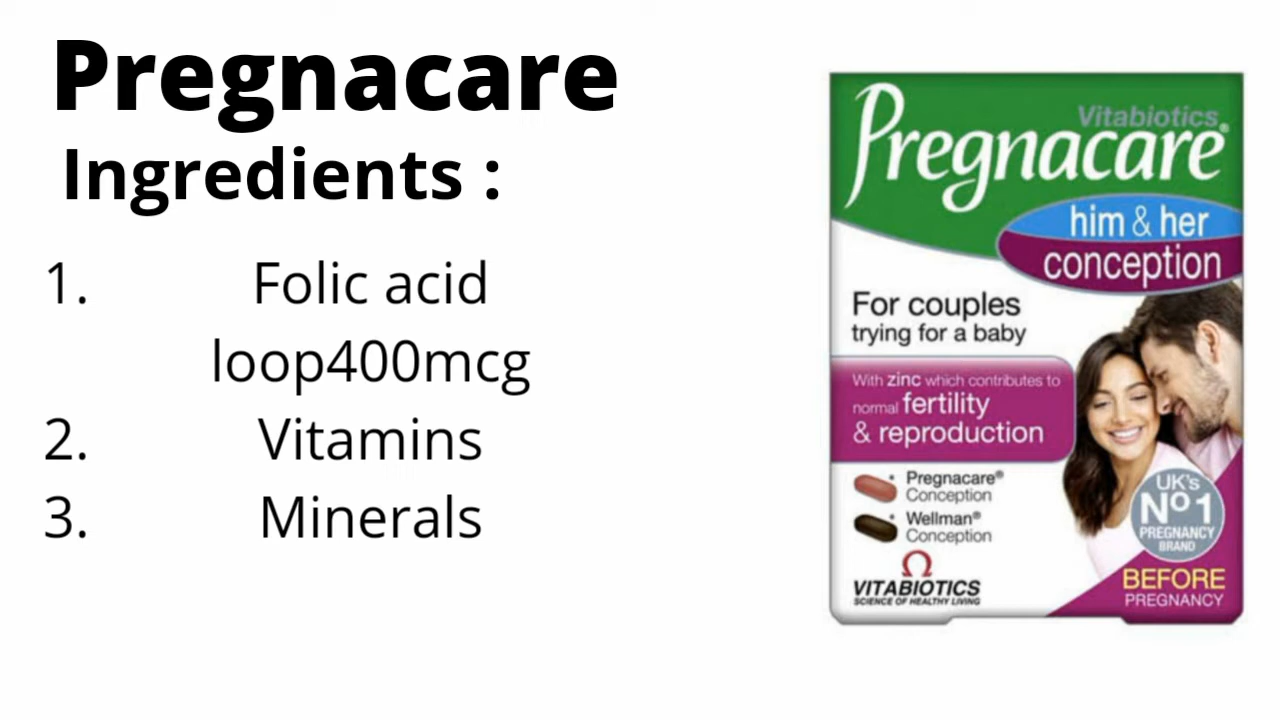 Pregnacare
Ingredients :
1. Folic acid
loop400mcg
2. Vitamins
3. Minerals
Vitabiotics
Pregnacare®
him & her
conception
For couples
trying for a baby
With zinc which contributes to
normal fertility
& reproduction
Pregnacare®
Conception
Wellman®
Conception
VITABIOTICS
SCIENCE OF HEALTHY LIVING
UK's
Nº1
PREGNANCY
BRAND
BEFORE
PREGNANCY